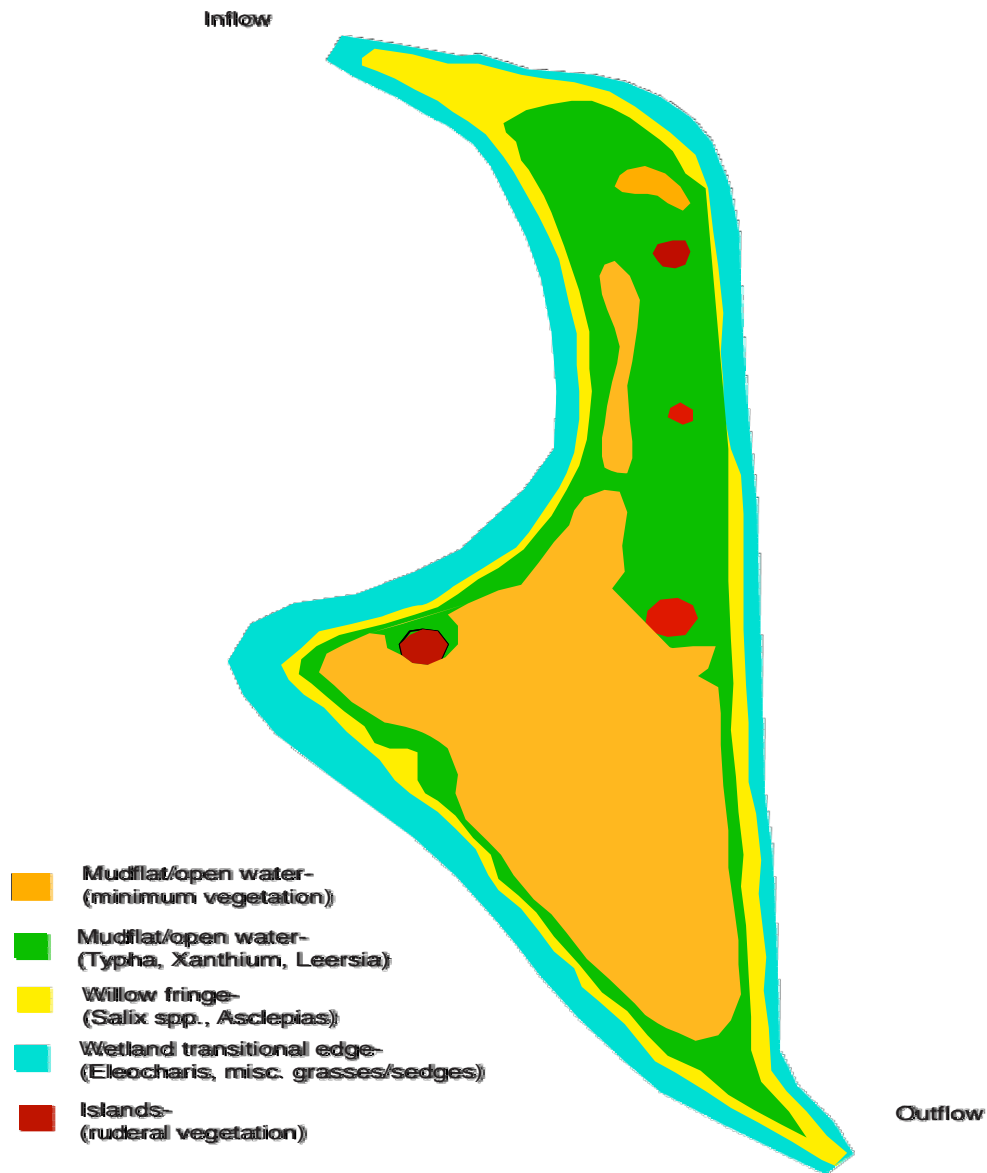 Inflow
Mudflat/open water-
(minimum vegetation)
Mudflat/open water-
(Typha, Xanthium, Leersia)
Willow fringe-
(Salix spp., Asclepias)
Wetland transitional edge-
(Eleocharis, misc. grasses/sedges)
Islands-
(ruderal vegetation)
Outflow